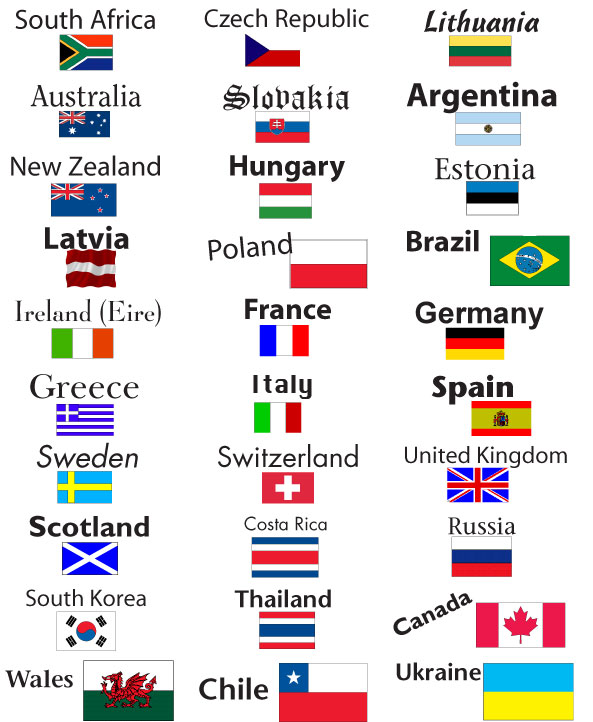 South Africa
Czech Republic
Lithuania
Australia
Slovakia
Argentina
New Zealand
Hungary
Estonia
Latvia
Poland
Brazil
Ireland (Eire)
France
Germany
Greece
Italy
Spain
Sweden
Switzerland
United Kingdom
Scotland
Costa Rica
Russia
South Korea
Thailand
Canada
Wales
Chile
Ukraine